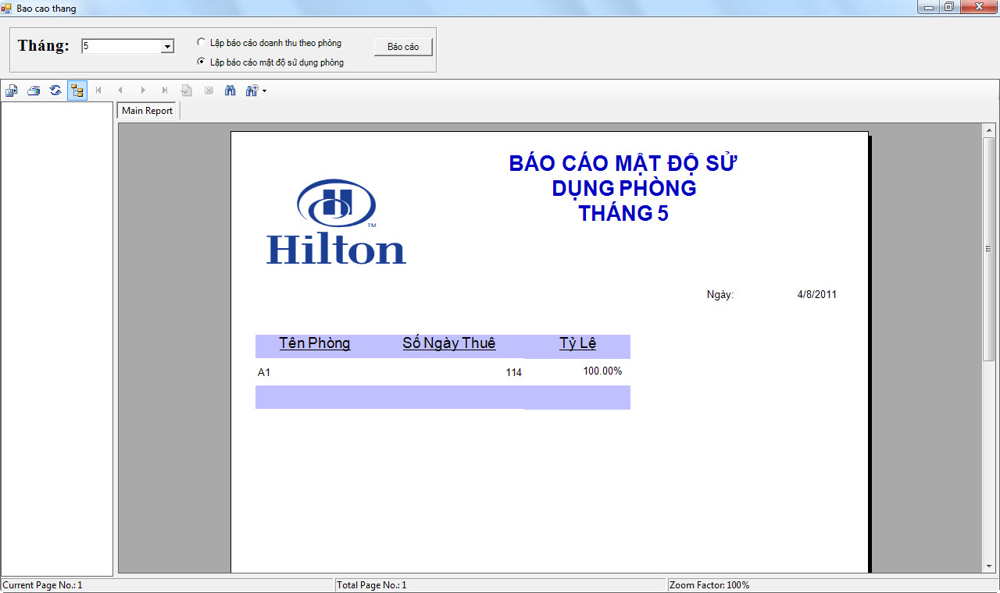 Bao cao thang
Tháng:
5
Lập báo cáo doanh thu theo phòng
Lập báo cáo mật độ sử dụng phòng
Báo cáo
Main Report
BÁO CÁO MẬT ĐỘ SỬ
DỤNG PHÒNG
THÁNG 5
H
TM
Hilton
Ngày: 4/8/2011
Tên Phòng Số Ngày Thuê Tỷ Lệ
A1 114 100.00%
Current Page No.: 1 Total Page No.: 1 Zoom Factor: 100%